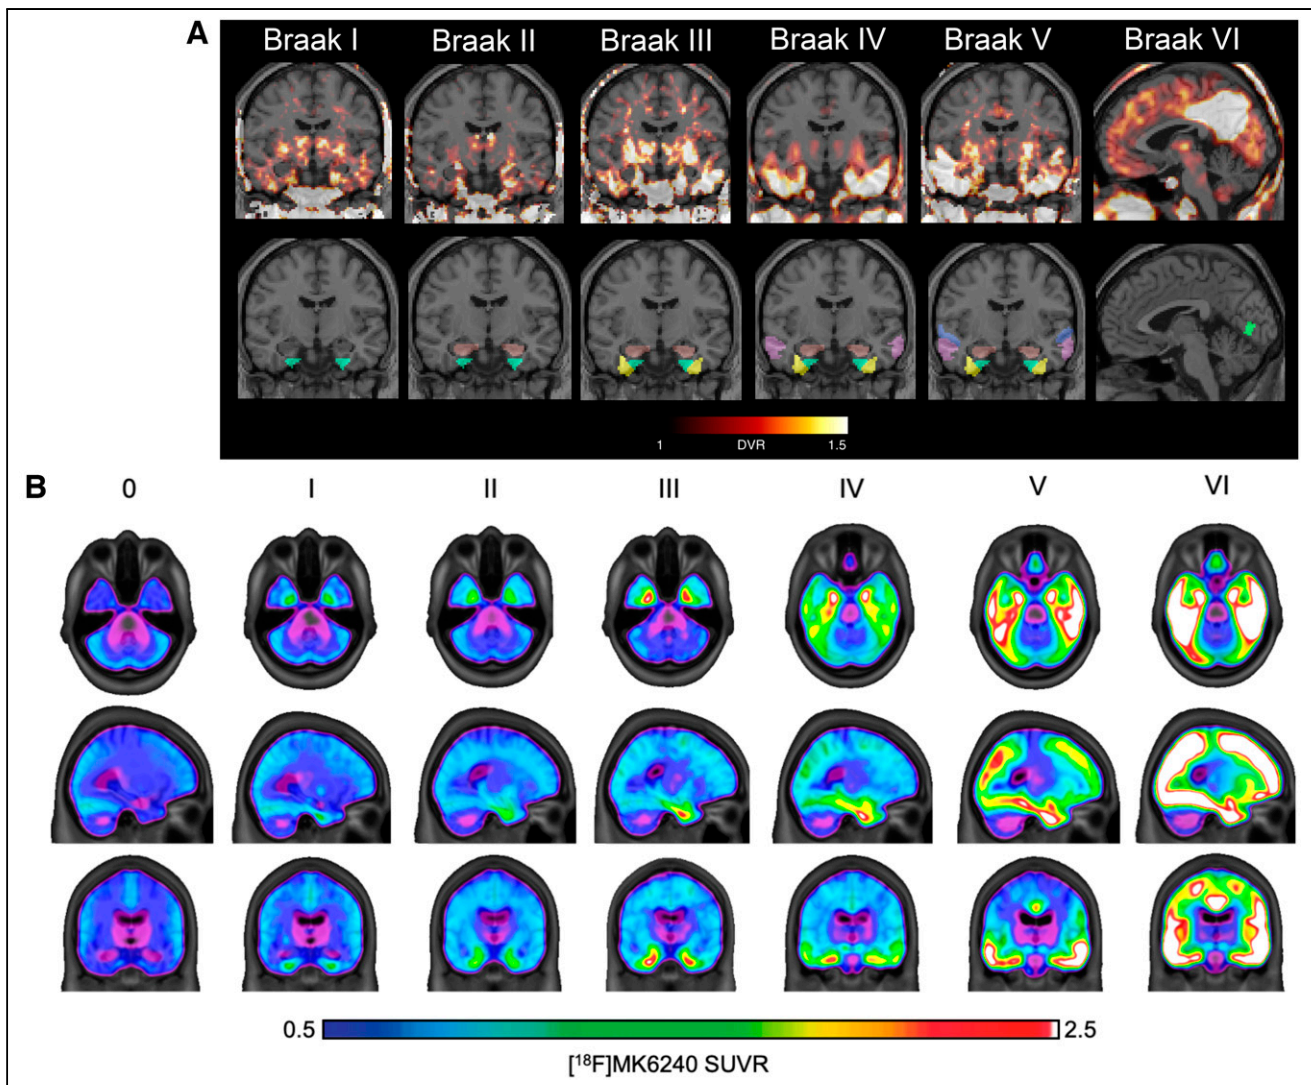 A
Braak I Braak II Braak III Braak IV Braak V Braak VI
1 DVR 1.5
B
0 I II III IV V VI
0.5 2.5
[¹⁸F]MK6240 SUVR